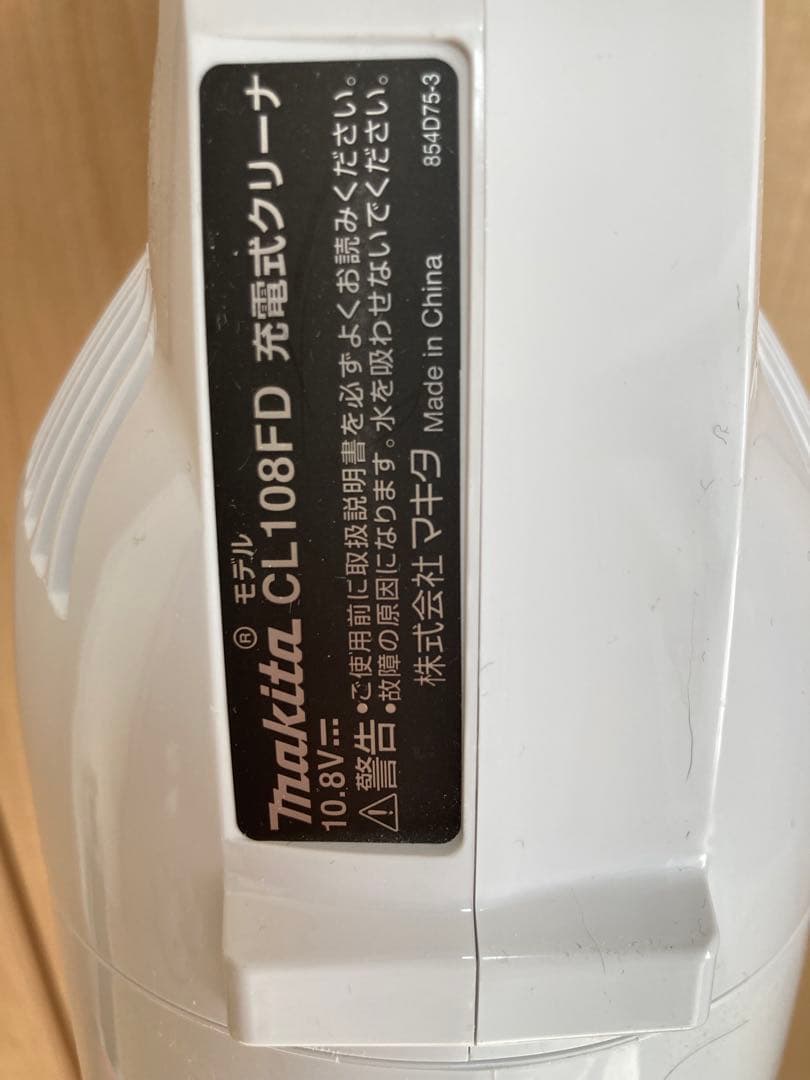 makita® モデル CL108FD 充電式クリーナ
10.8V⎓
⚠警告 •ご使用前に取扱説明書を必ずよくお読みください。
•故障の原因になります。水を吸わせないでください。
株式会社 マキタ Made in China 854D75-3